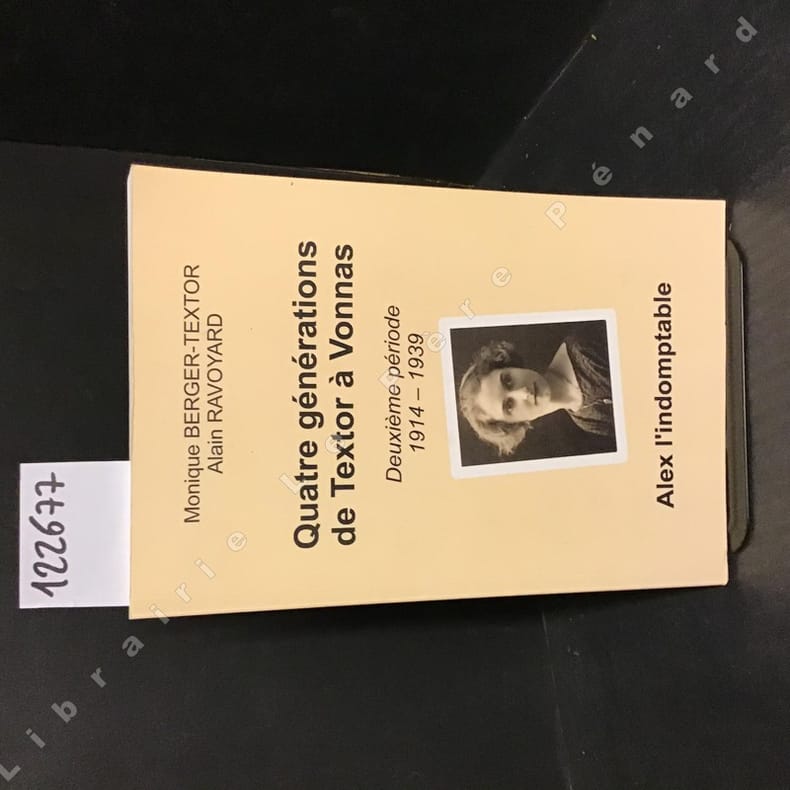 122677
Monique BERGER-TEXTOR
Alain RAVOYARD
Quatre générations
de Textor à Vonnas
Deuxième période
1914 – 1939
Alex l'indomptable
Librairie le Père Pénard